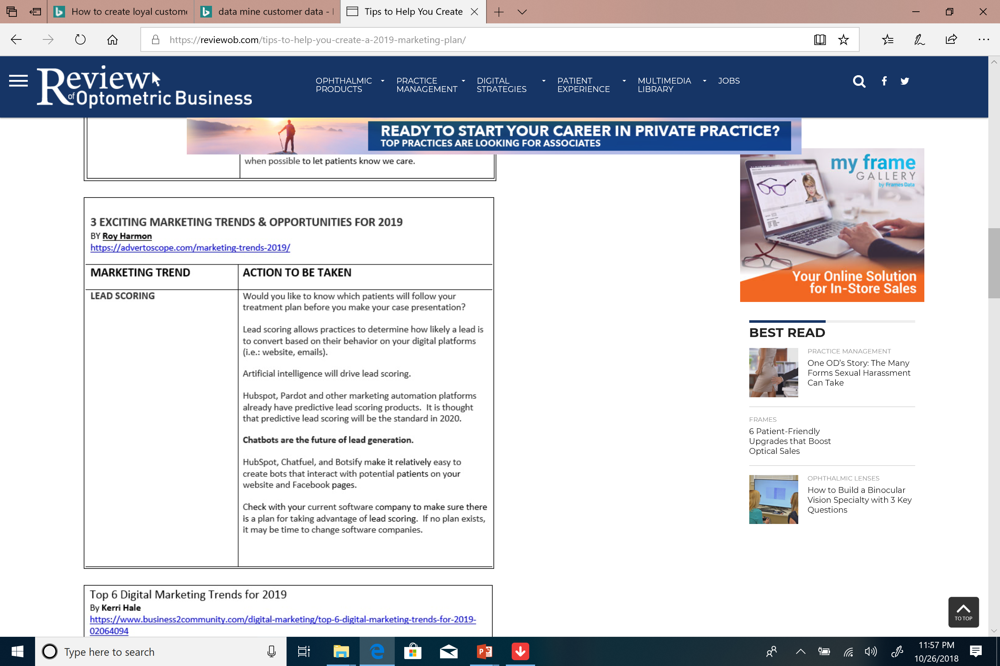 How to create loyal custome
data mine customer data -
Tips to Help You Create
https://reviewob.com/tips-to-help-you-create-a-2019-marketing-plan/
Review
of Optometric Business
OPHTHALMIC PRODUCTS
PRACTICE MANAGEMENT
DIGITAL STRATEGIES
PATIENT EXPERIENCE
MULTIMEDIA LIBRARY
JOBS
READY TO START YOUR CAREER IN PRIVATE PRACTICE?
TOP PRACTICES ARE LOOKING FOR ASSOCIATES
when possible to let patients know we care.
3 EXCITING MARKETING TRENDS & OPPORTUNITIES FOR 2019
BY Roy Harmon
https://advertoscope.com/marketing-trends-2019/
MARKETING TREND
ACTION TO BE TAKEN
LEAD SCORING
Would you like to know which patients will follow your
treatment plan before you make your case presentation?
Lead scoring allows practices to determine how likely a lead is
to convert based on their behavior on your digital platforms
(i.e.: website, emails).
Artificial intelligence will drive lead scoring.
Hubspot, Pardot and other marketing automation platforms
already have predictive lead scoring products.  It is thought
that predictive lead scoring will be the standard in 2020.
Chatbots are the future of lead generation.
HubSpot, Chatfuel, and Botsify make it relatively easy to
create bots that interact with potential patients on your
website and Facebook pages.
Check with your current software company to make sure there
is a plan for taking advantage of lead scoring.  If no plan exists,
it may be time to change software companies.
Top 6 Digital Marketing Trends for 2019
By Kerri Hale
https://www.business2community.com/digital-marketing/top-6-digital-marketing-trends-for-2019-
02064094
my frame
GALLERY
by Frames Data
Your Online Solution
for In-Store Sales
BEST READ
PRACTICE MANAGEMENT
One OD's Story: The Many
Forms Sexual Harassment
Can Take
FRAMES
6 Patient-Friendly
Upgrades that Boost
Optical Sales
OPHTHALMIC LENSES
How to Build a Binocular
Vision Specialty with 3 Key
Questions
TO TOP
Type here to search
11:57 PM
10/26/2018